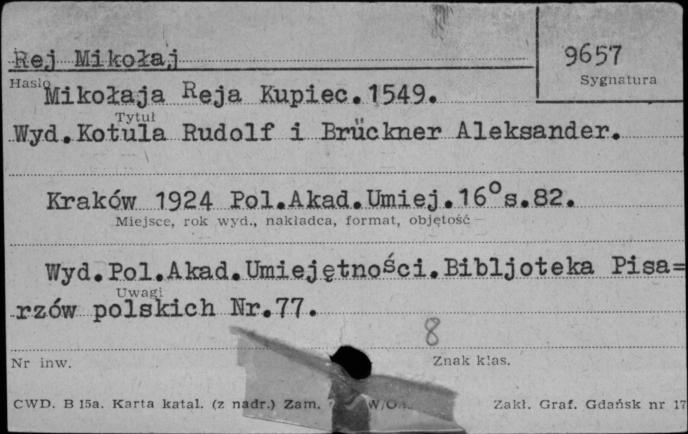 Rej Mikołaj
9657
Hasło
Sygnatura
Mikołaja Reja Kupiec.1549.
Tytuł
Wyd.Kotula Rudolf i Brückner Aleksander.
Kraków 1924 Pol.Akad.Umiej.16°s.82.
Miejsce, rok wyd., nakładca, format, objętość
Wyd.Pol.Akad.Umiejętności.Bibljoteka Pisa=
Uwagi
rzów polskich Nr.77.
8
Nr inw.
Znak klas.
CWD. B 15a. Karta katal. (z nadr.) Zam. W/O
Zakł. Graf. Gdańsk nr 17